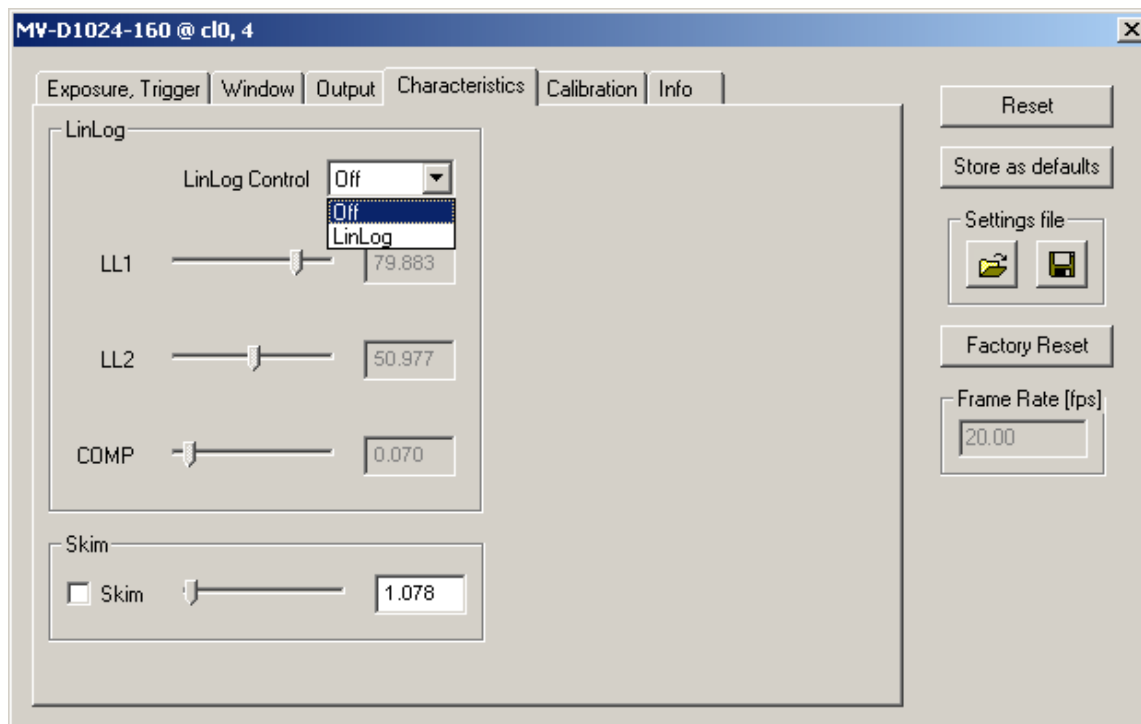 MV-D1024-160 @ cl0, 4
Exposure, Trigger
Window
Output
Characteristics
Calibration
Info
LinLog
LinLog Control
Off
Off
LinLog
LL1
79.883
LL2
50.977
COMP
0.070
Skim
Skim
1.078
Reset
Store as defaults
Settings file
Factory Reset
Frame Rate [fps]
20.00